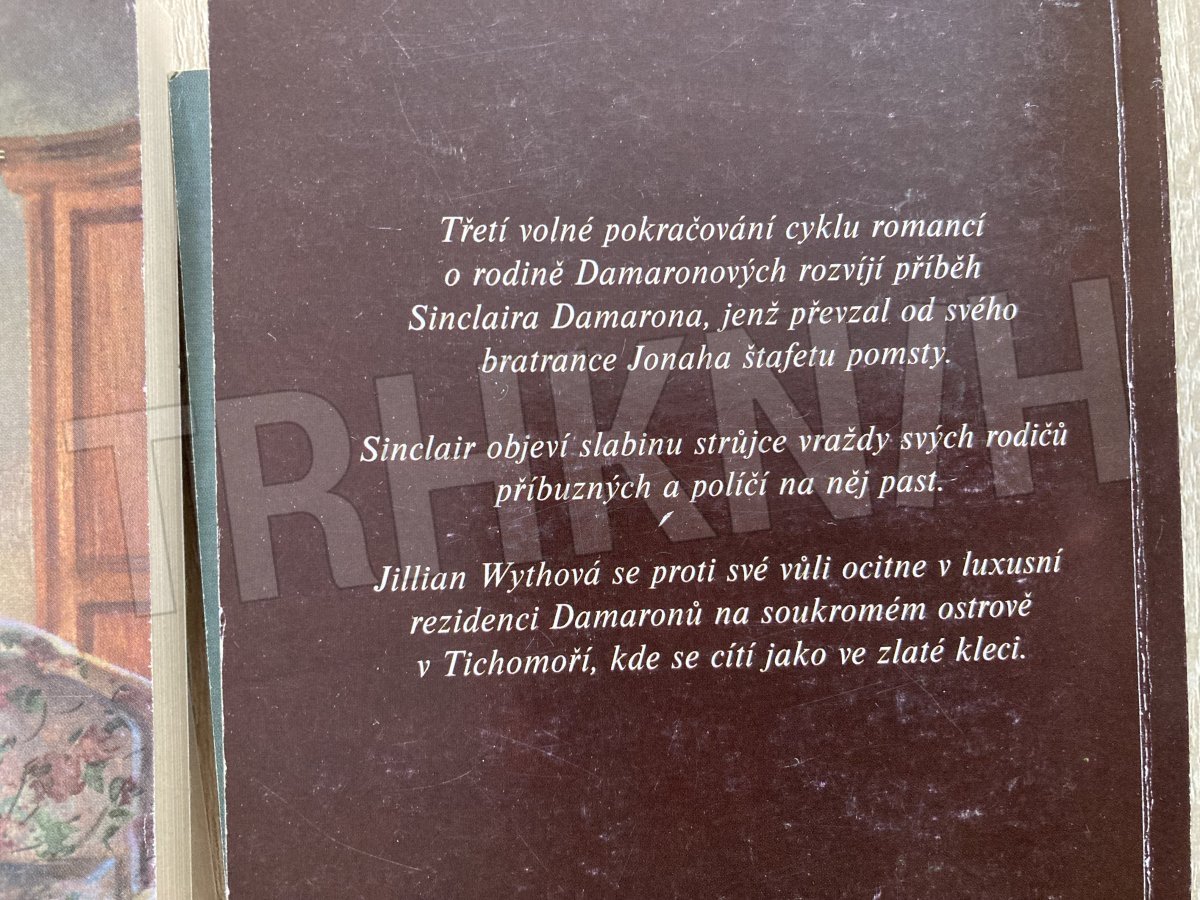 Třetí volné pokračování cyklu romancí
o rodině Damaronových rozvíjí příběh
Sinclaira Damarona, jenž převzal od svého
bratrance Jonaha štafetu pomsty.
Sinclair objeví slabinu strůjce vraždy svých rodičů
příbuzných a políčí na něj past.
Jillian Wythová se proti své vůli ocitne v luxusní
rezidenci Damaronů na soukromém ostrově
v Tichomoří, kde se cítí jako ve zlaté kleci.
TRHKNIH